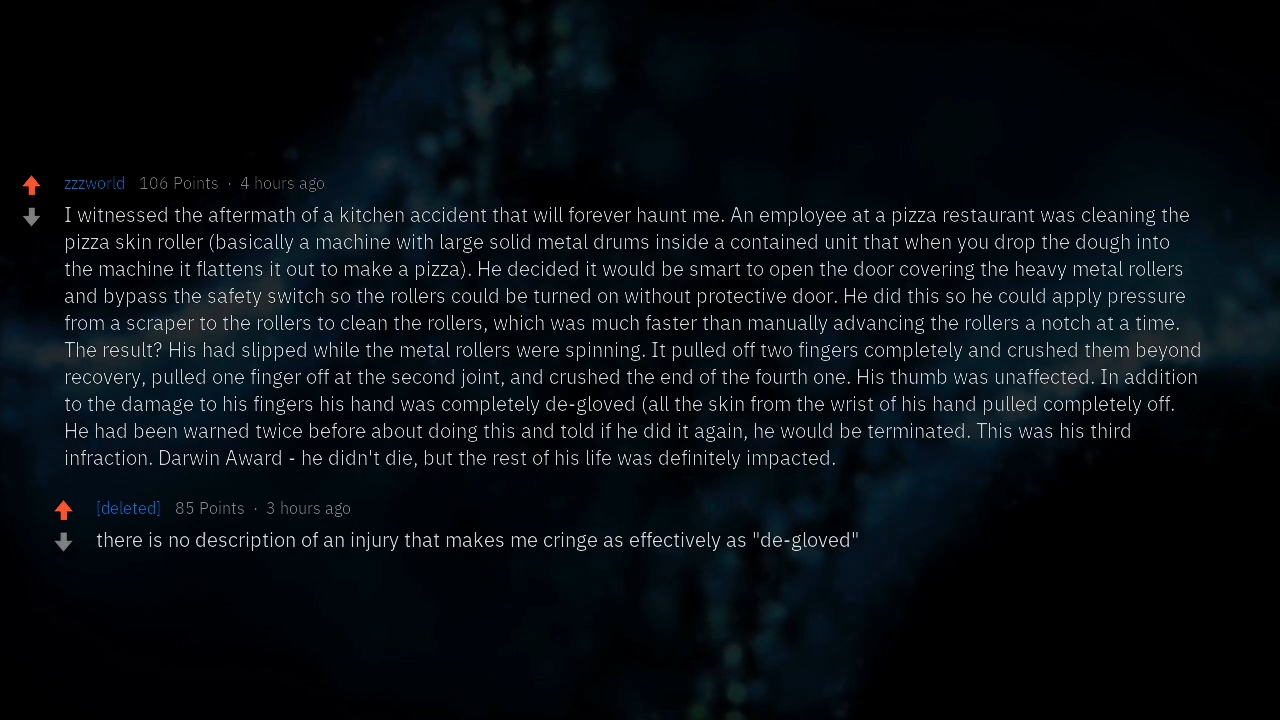 zzzworld 106 Points · 4 hours ago
I witnessed the aftermath of a kitchen accident that will forever haunt me. An employee at a pizza restaurant was cleaning the
pizza skin roller (basically a machine with large solid metal drums inside a contained unit that when you drop the dough into
the machine it flattens it out to make a pizza). He decided it would be smart to open the door covering the heavy metal rollers
and bypass the safety switch so the rollers could be turned on without protective door. He did this so he could apply pressure
from a scraper to the rollers to clean the rollers, which was much faster than manually advancing the rollers a notch at a time.
The result? His had slipped while the metal rollers were spinning. It pulled off two fingers completely and crushed them beyond
recovery, pulled one finger off at the second joint, and crushed the end of the fourth one. His thumb was unaffected. In addition
to the damage to his fingers his hand was completely de-gloved (all the skin from the wrist of his hand pulled completely off.
He had been warned twice before about doing this and told if he did it again, he would be terminated. This was his third
infraction. Darwin Award - he didn't die, but the rest of his life was definitely impacted.
[deleted] 85 Points · 3 hours ago
there is no description of an injury that makes me cringe as effectively as "de-gloved"